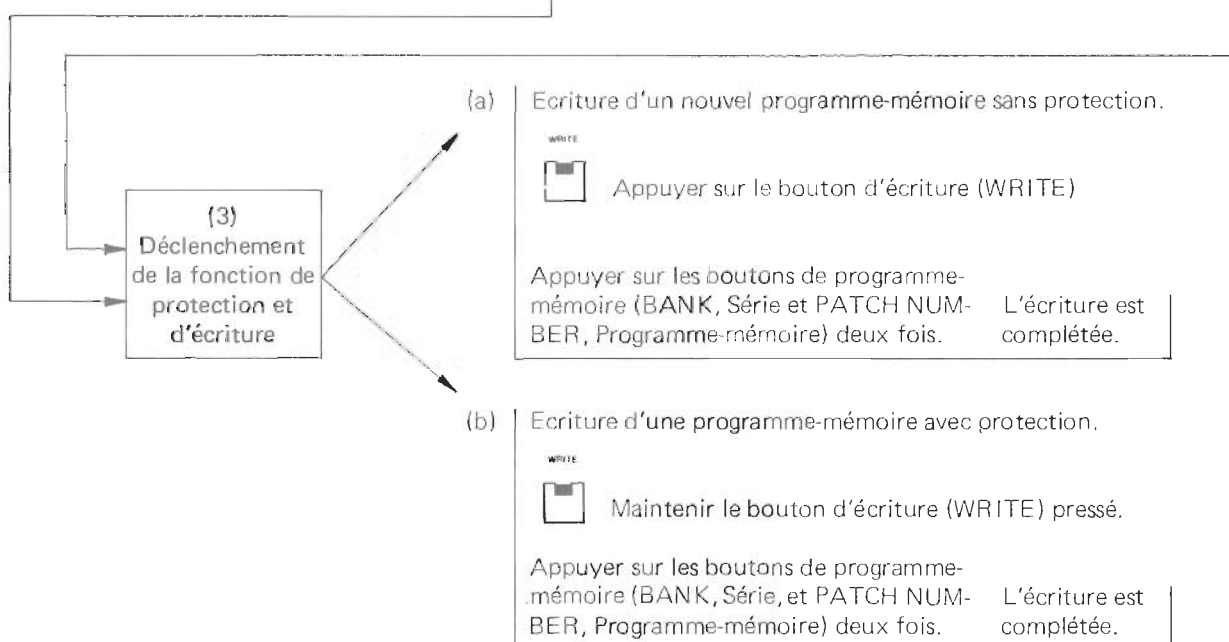 (a) Ecriture d'un nouvel programme-mémoire sans protection.
WRITE
Appuyer sur le bouton d'écriture (WRITE)
(3)
Déclenchement
de la fonction de
protection et
d'écriture
Appuyer sur les boutons de programme-
mémoire (BANK, Série et PATCH NUM- L'écriture est
BER, Programme-mémoire) deux fois. complétée.
(b) Ecriture d'une programme-mémoire avec protection.
WRITE
Maintenir le bouton d'écriture (WRITE) pressé.
Appuyer sur les boutons de programme-
mémoire (BANK, Série, et PATCH NUM- L'écriture est
BER, Programme-mémoire) deux fois. complétée.